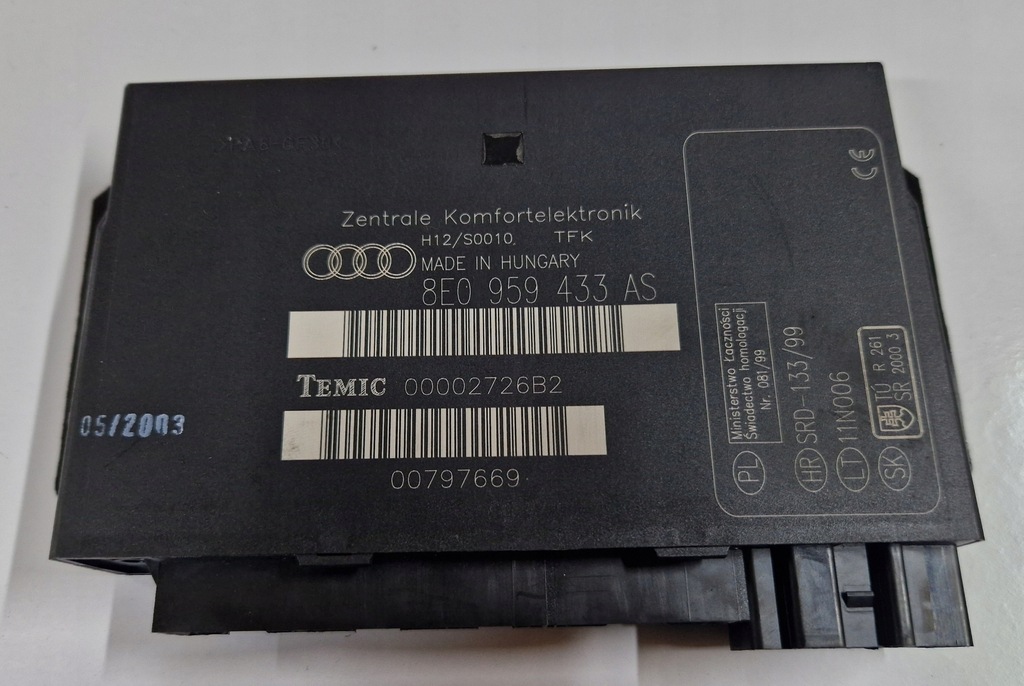 Zentrale Komfortelektronik
H12/S0010. TFK
MADE IN HUNGARY
8E0 959 433 AS
TEMIC 00002726B2
00797669
05/2003
CE
PL Ministerstwo Łączności
Świadectwo homologacji
Nr. 081/99
HR SRD-133/99
LT 11N006
SK TÚ R 261
SR 2000 3